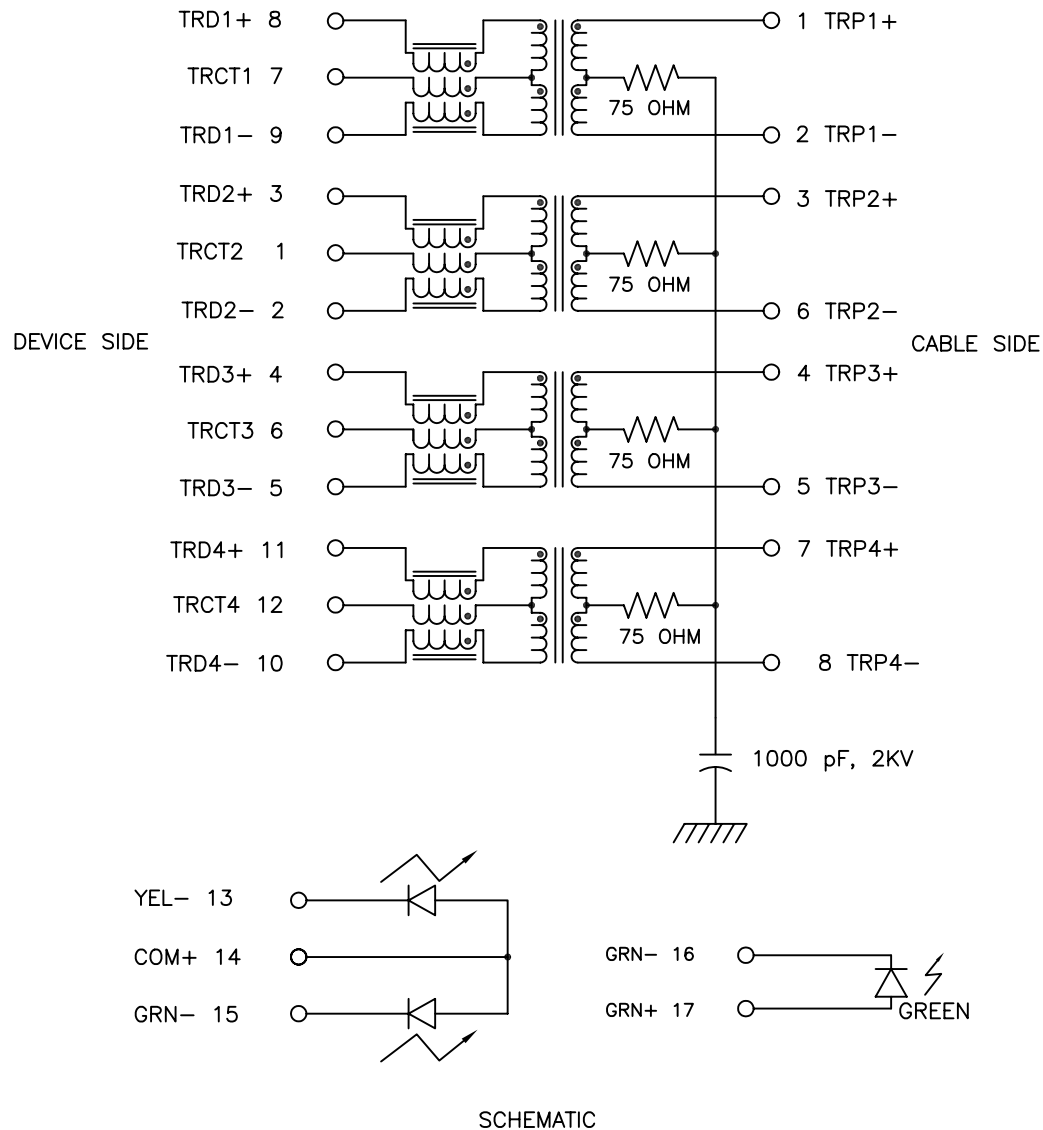 TRD1+ 8
1 TRP1+
TRCT1 7
75 OHM
TRD1- 9
2 TRP1-
TRD2+ 3
3 TRP2+
TRCT2 1
75 OHM
TRD2- 2
6 TRP2-
DEVICE SIDE
CABLE SIDE
TRD3+ 4
4 TRP3+
TRCT3 6
75 OHM
TRD3- 5
5 TRP3-
TRD4+ 11
7 TRP4+
TRCT4 12
75 OHM
TRD4- 10
8 TRP4-
1000 pF, 2KV
YEL- 13
COM+ 14
GRN- 15
GRN- 16
GRN+ 17
GREEN
SCHEMATIC